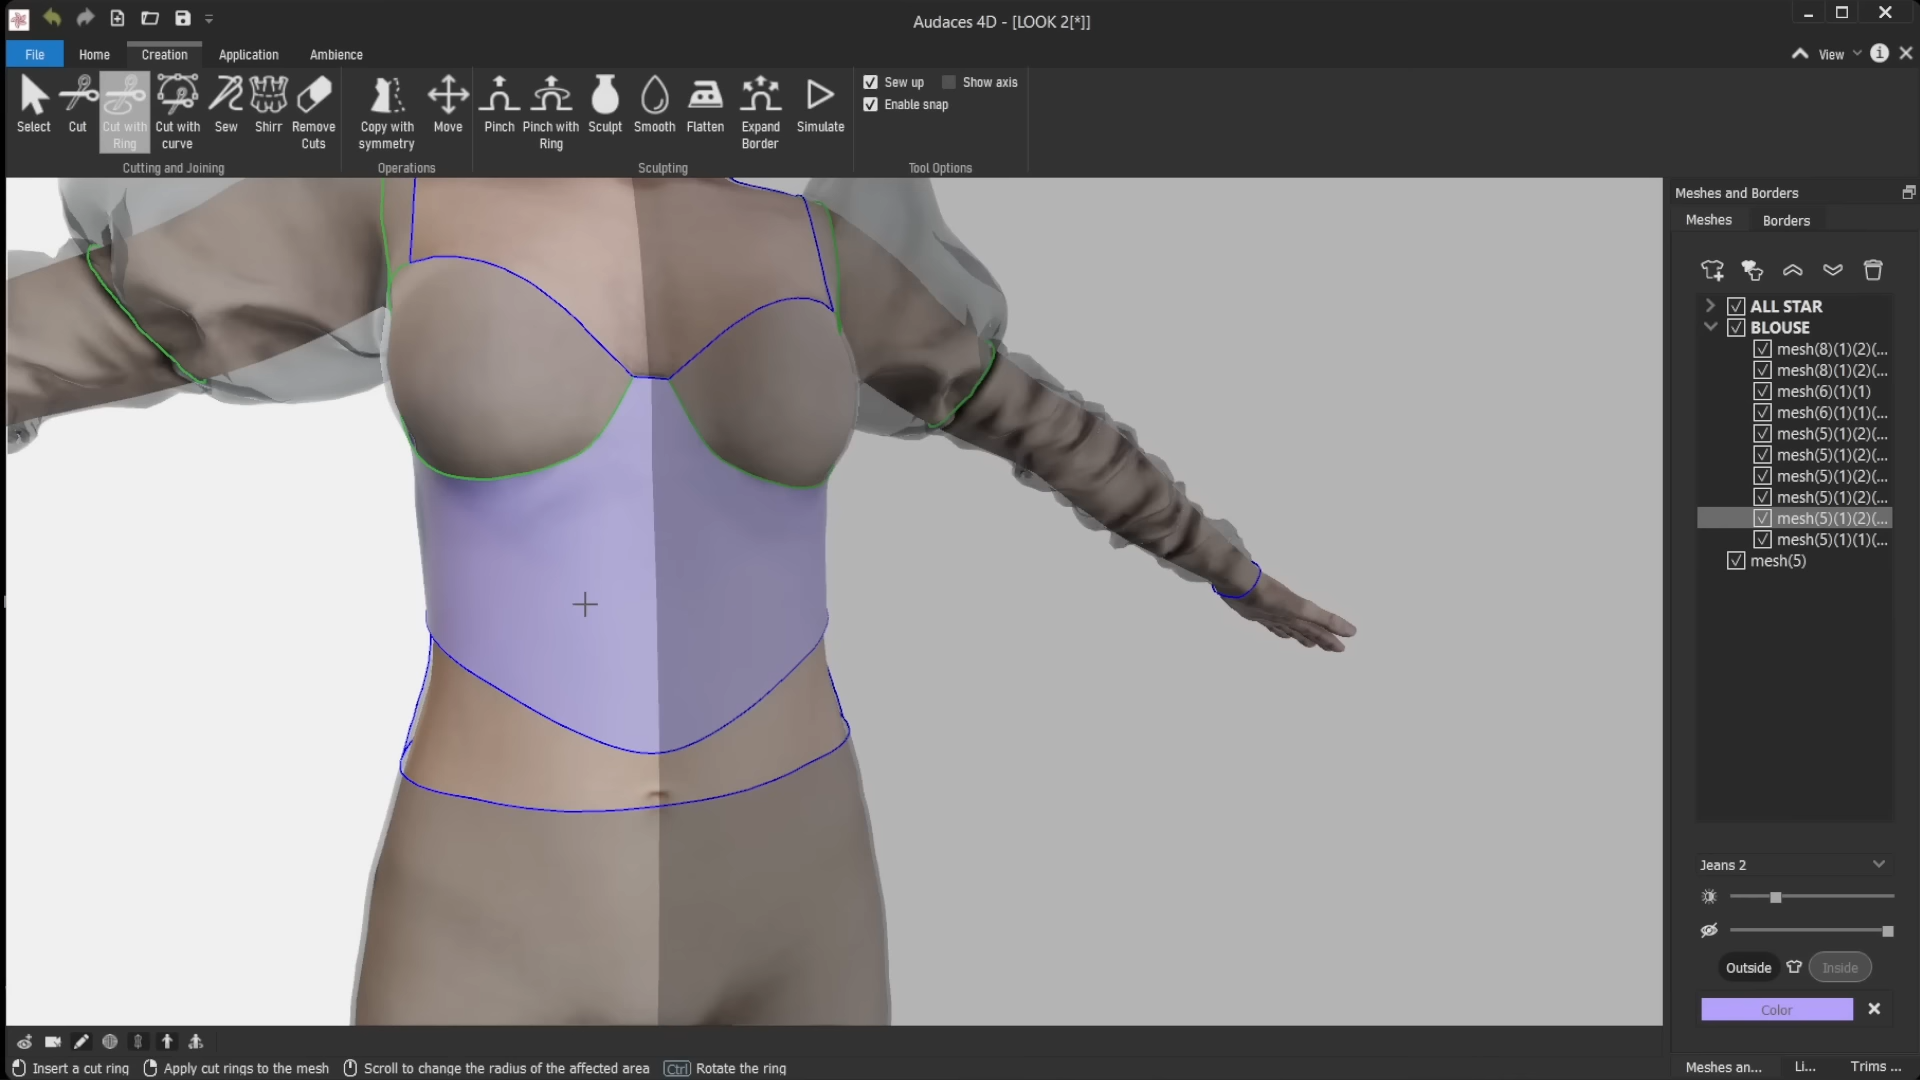 Audaces 4D - [LOOK 2[*]]
File Home Creation Application Ambience View
Select Cut Cut with Ring Cut with curve Sew Shirr Remove Cuts
Cutting and Joining
Copy with symmetry Move
Operations
Pinch Pinch with Ring Sculpt Smooth Flatten Expand Border Simulate
Sculpting
Sew up Show axis
Enable snap
Tool Options
Meshes and Borders
Meshes Borders
ALL STAR
BLOUSE
mesh(8)(1)(2)(...
mesh(8)(1)(2)(...
mesh(6)(1)(1)
mesh(6)(1)(1)(...
mesh(5)(1)(2)(...
mesh(5)(1)(2)(...
mesh(5)(1)(2)(...
mesh(5)(1)(2)(...
mesh(5)(1)(2)(...
mesh(5)(1)(1)(...
mesh(5)
Jeans 2
Outside Inside
Color
Insert a cut ring Apply cut rings to the mesh Scroll to change the radius of the affected area Ctrl Rotate the ring
Meshes an... Li... Trims ...